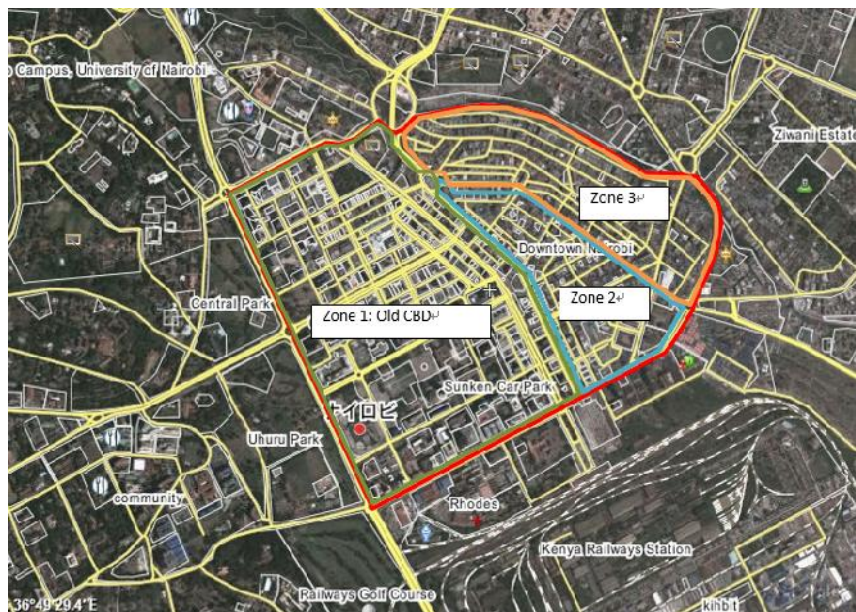 o Campus, University of Nairobi
Ziwani Estate
Zone 3↵
Downtown Nairobi
Zone 2↵
Central Park
Zone 1: Old CBD↵
Sunken Car Park
イロビ
Uhuru Park
community
Rhodes
Kenya Railways Station
Railways Golf Course
36°49'29.4"E
kihbt